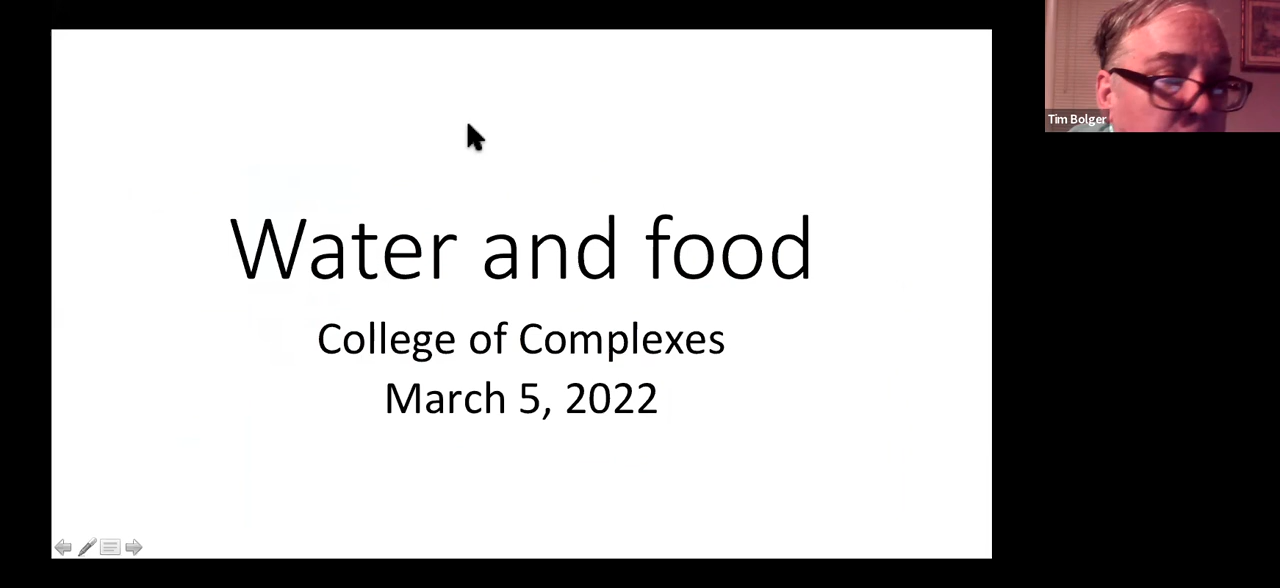 Water and food
College of Complexes
March 5, 2022
Tim Bolger